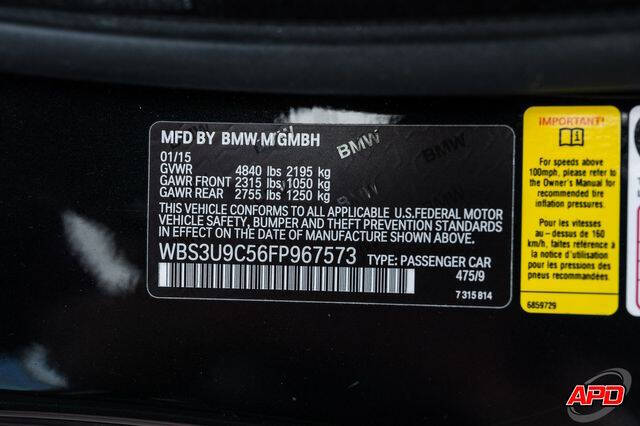 MFD BY BMW M GMBH
BMW
01/15
GVWR 4840 lbs 2195 kg
GAWR FRONT 2315 lbs 1050 kg
GAWR REAR 2755 lbs 1250 kg
BMW
THIS VEHICLE CONFORMS TO ALL APPLICABLE U.S.FEDERAL MOTOR
VEHICLE SAFETY, BUMPER AND THEFT PREVENTION STANDARDS
IN EFFECT ON THE DATE OF MANUFACTURE SHOWN ABOVE.
WBS3U9C56FP967573 TYPE: PASSENGER CAR
475/9
7 315 814
IMPORTANT!
For speeds above
100mph, please refer to
the Owner's Manual for
recommended tire
inflation pressures.
Pour les vitesses
au - dessus de 160
km/h, faites référence à
la notice d'utilisation
pour les pressions de
pneus recommandées.
6859729
APD